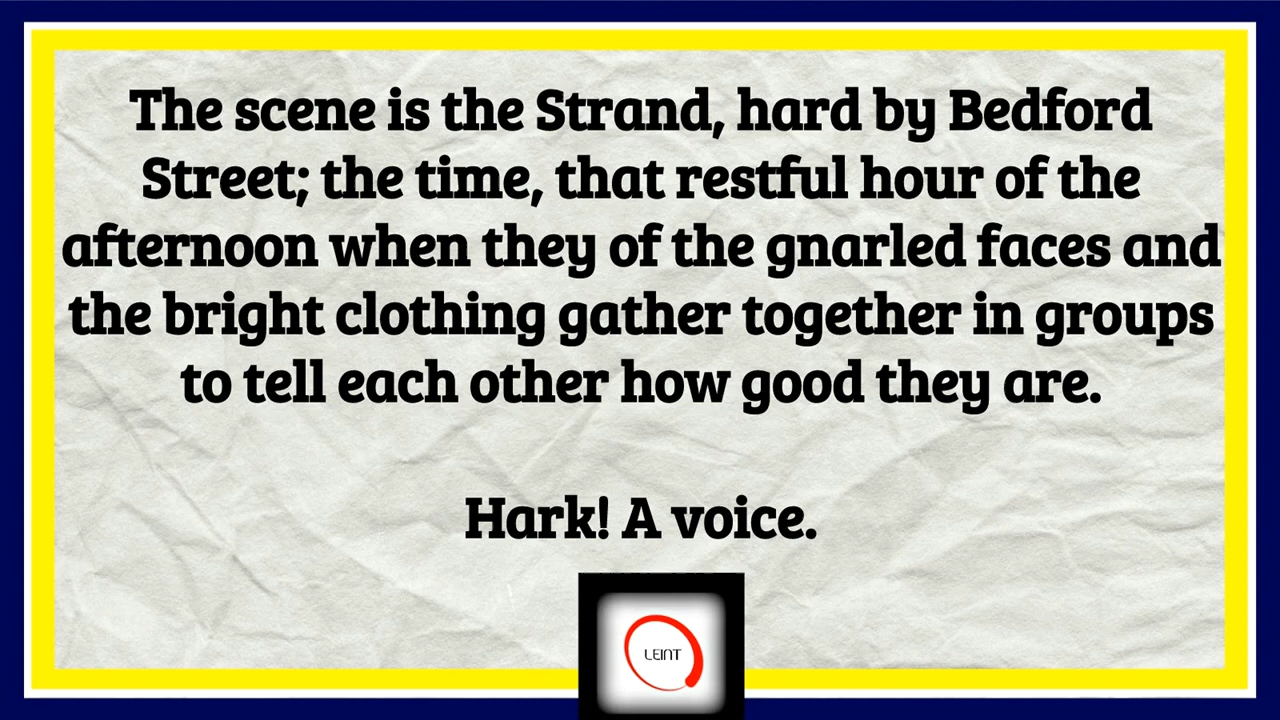 The scene is the Strand, hard by Bedford
Street; the time, that restful hour of the
afternoon when they of the gnarled faces and
the bright clothing gather together in groups
to tell each other how good they are.
Hark! A voice.
LEINT